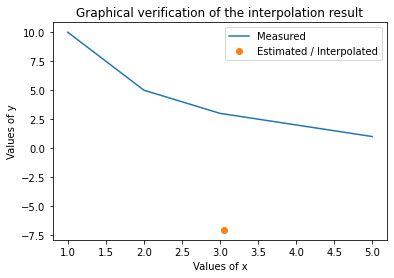 Graphical verification of the interpolation result
Measured
Estimated / Interpolated
10.0
7.5
5.0
2.5
0.0
−2.5
−5.0
−7.5
Values of y
1.0 1.5 2.0 2.5 3.0 3.5 4.0 4.5 5.0
Values of x